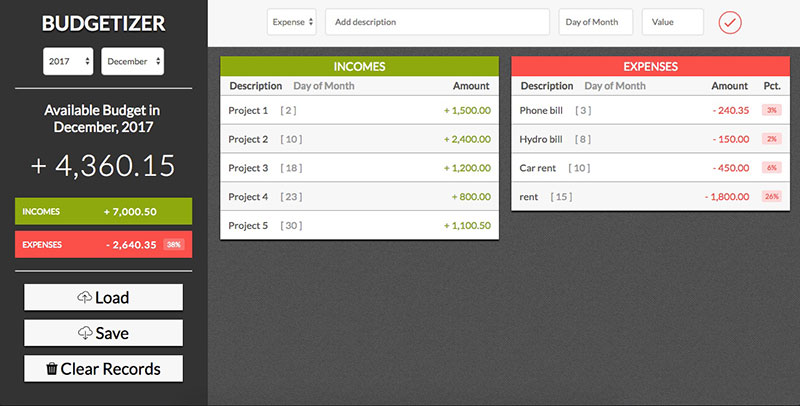 BUDGETIZER
2017 December
Available Budget in
December, 2017
+ 4,360.15
INCOMES + 7,000.50
EXPENSES - 2,640.35 38%
Load
Save
Clear Records
Expense Add description Day of Month Value
INCOMES
Description Day of Month Amount
Project 1 [ 2 ] + 1,500.00
Project 2 [ 10 ] + 2,400.00
Project 3 [ 18 ] + 1,200.00
Project 4 [ 23 ] + 800.00
Project 5 [ 30 ] + 1,100.50
EXPENSES
Description Day of Month Amount Pct.
Phone bill [ 3 ] - 240.35 3%
Hydro bill [ 8 ] - 150.00 2%
Car rent [ 10 ] - 450.00 6%
rent [ 15 ] - 1,800.00 26%